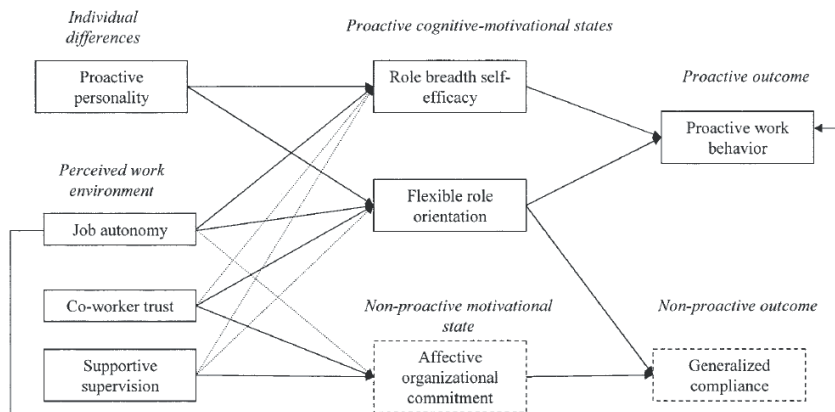 Individual
differences
Proactive cognitive-motivational states
Proactive
personality
Role breadth self-
efficacy
Proactive outcome
Proactive work
behavior
Perceived work
environment
Flexible role
orientation
Job autonomy
Co-worker trust
Non-proactive motivational
state
Non-proactive outcome
Supportive
supervision
Affective
organizational
commitment
Generalized
compliance